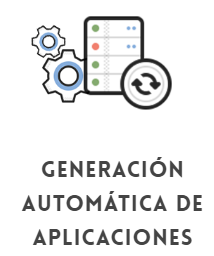 GENERACIÓN
AUTOMÁTICA DE
APLICACIONES